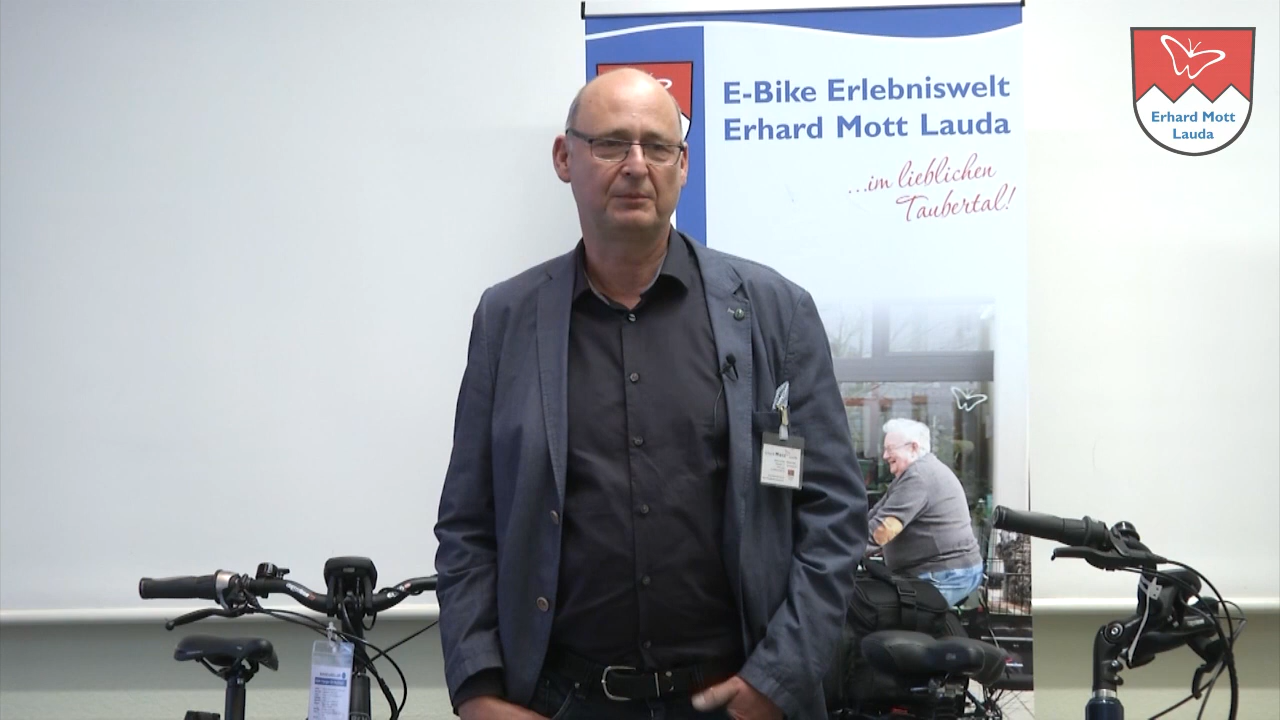 E-Bike Erlebniswelt
Erhard Mott Lauda
...im lieblichen
Taubertal!
Erhard Mott
Lauda